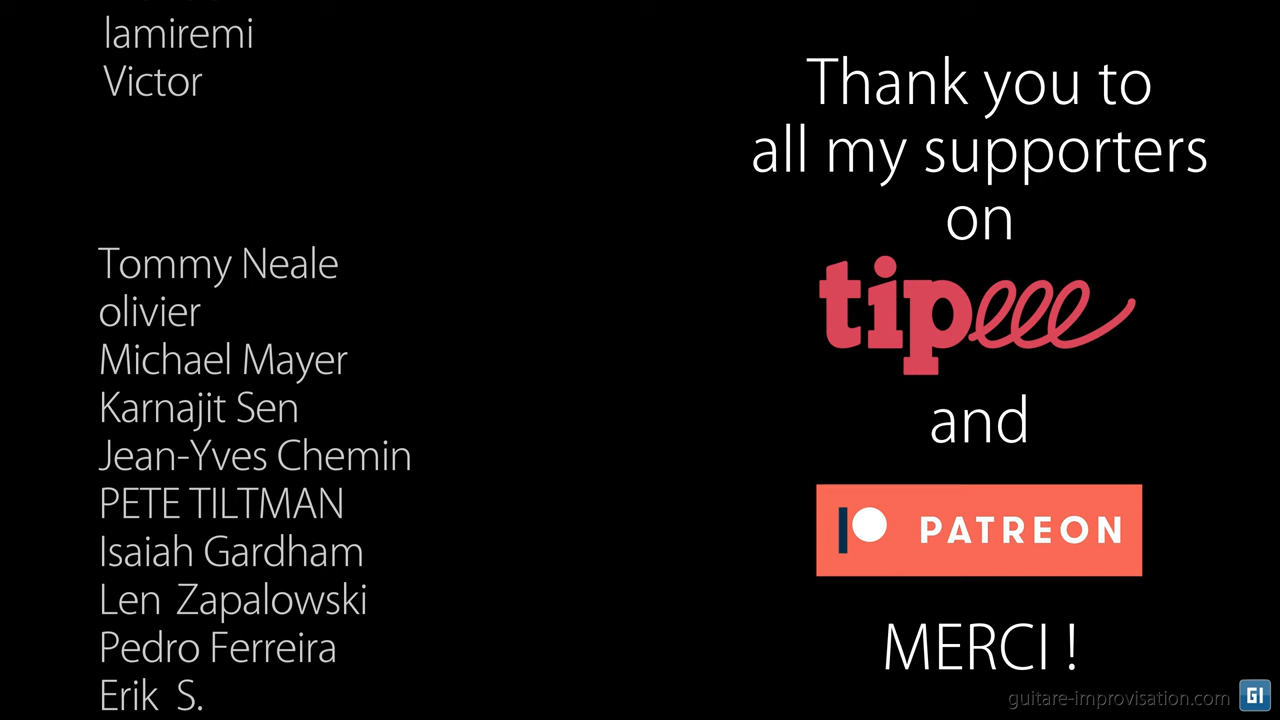 lamiremi
Victor
Tommy Neale
olivier
Michael Mayer
Karnajit Sen
Jean-Yves Chemin
PETE TILTMAN
Isaiah Gardham
Len Zapalowski
Pedro Ferreira
Erik S.
Thank you to
all my supporters
on
tipeee
and
PATREON
MERCI !
guitare-improvisation.com GI